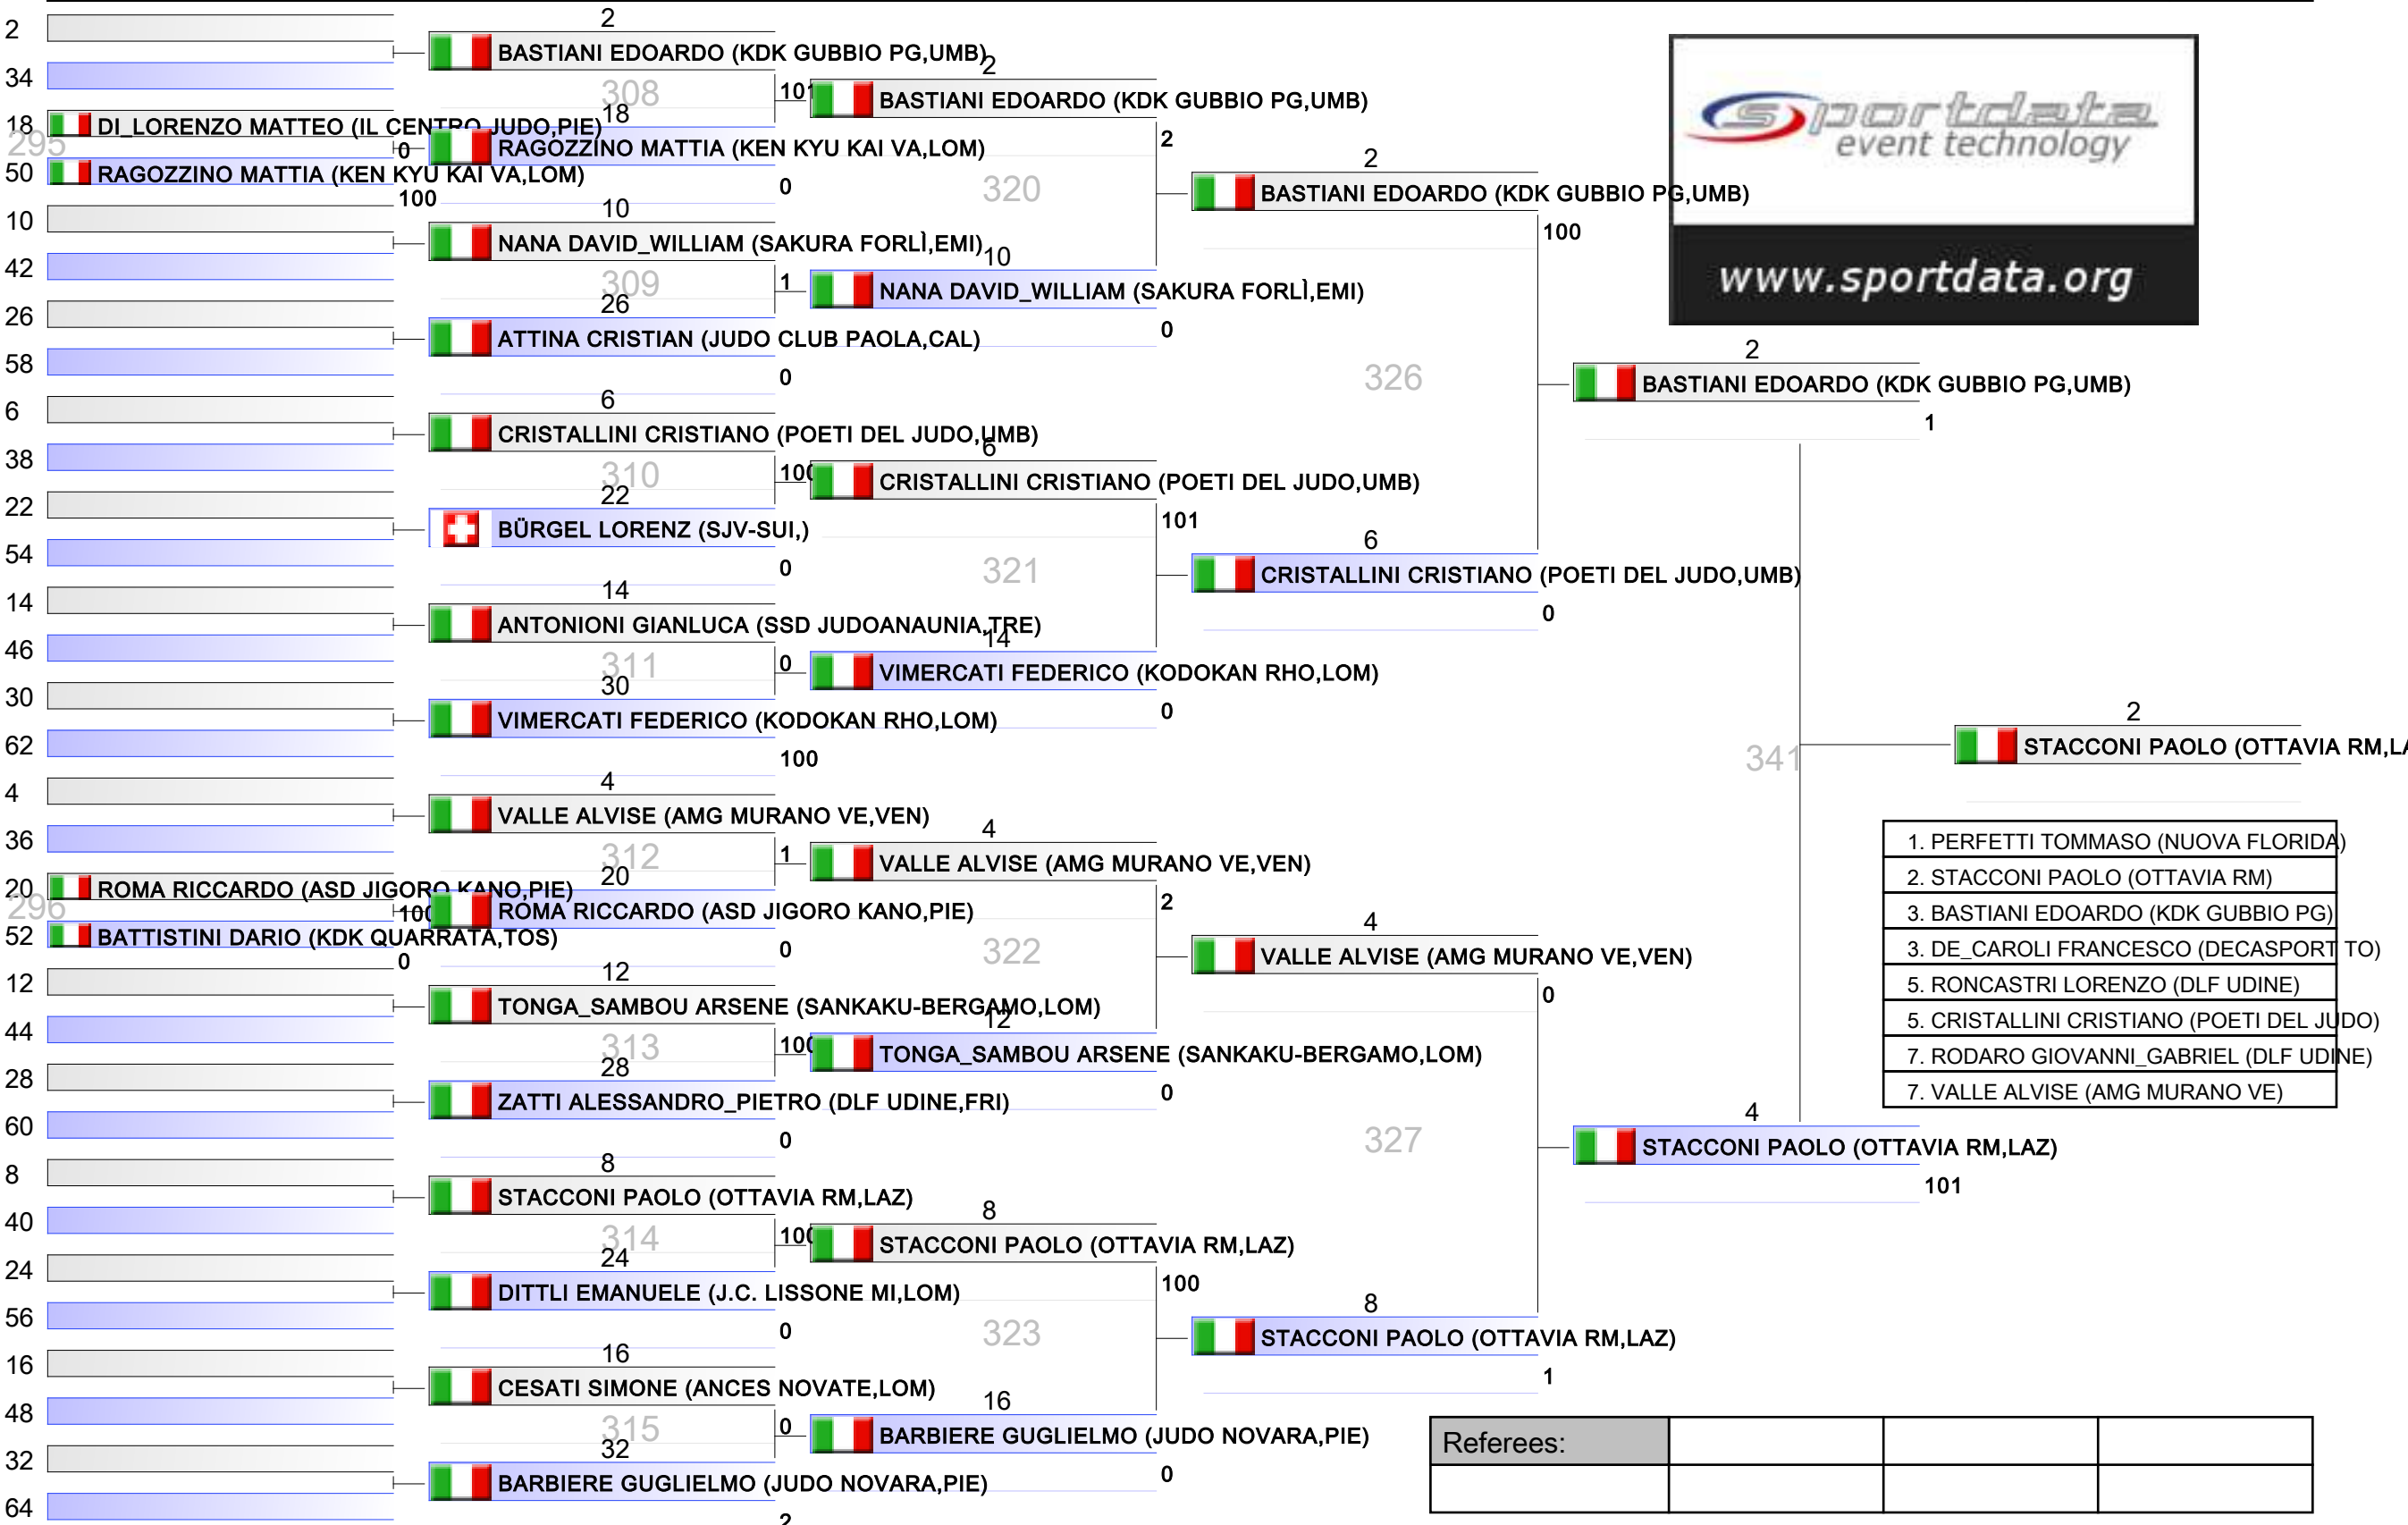 2
34
18 DI_LORENZO MATTEO (IL CENTRO JUDO,PIE)
295
0
50 RAGOZZINO MATTIA (KEN KYU KAI VA,LOM)
100
10
42
26
58
6
38
22
54
14
46
30
62
4
36
20 ROMA RICCARDO (ASD JIGORO KANO,PIE)
296
100
52 BATTISTINI DARIO (KDK QUARRATA,TOS)
0
12
44
28
60
8
40
24
56
16
48
32
64
2
BASTIANI EDOARDO (KDK GUBBIO PG,UMB)
308
101
18
RAGOZZINO MATTIA (KEN KYU KAI VA,LOM)
0
10
NANA DAVID_WILLIAM (SAKURA FORLÌ,EMI)
309
1
26
ATTINA CRISTIAN (JUDO CLUB PAOLA,CAL)
0
6
CRISTALLINI CRISTIANO (POETI DEL JUDO,UMB)
310
100
22
BÜRGEL LORENZ (SJV-SUI,)
0
14
ANTONIONI GIANLUCA (SSD JUDOANAUNIA,TRE)
311
0
30
VIMERCATI FEDERICO (KODOKAN RHO,LOM)
100
4
VALLE ALVISE (AMG MURANO VE,VEN)
312
1
20
ROMA RICCARDO (ASD JIGORO KANO,PIE)
0
12
TONGA_SAMBOU ARSENE (SANKAKU-BERGAMO,LOM)
313
100
28
ZATTI ALESSANDRO_PIETRO (DLF UDINE,FRI)
0
8
STACCONI PAOLO (OTTAVIA RM,LAZ)
314
100
24
DITTLI EMANUELE (J.C. LISSONE MI,LOM)
0
16
CESATI SIMONE (ANCES NOVATE,LOM)
315
0
32
BARBIERE GUGLIELMO (JUDO NOVARA,PIE)
2
2
BASTIANI EDOARDO (KDK GUBBIO PG,UMB)
2
320
10
NANA DAVID_WILLIAM (SAKURA FORLÌ,EMI)
0
6
CRISTALLINI CRISTIANO (POETI DEL JUDO,UMB)
101
321
14
VIMERCATI FEDERICO (KODOKAN RHO,LOM)
0
4
VALLE ALVISE (AMG MURANO VE,VEN)
2
322
12
TONGA_SAMBOU ARSENE (SANKAKU-BERGAMO,LOM)
0
8
STACCONI PAOLO (OTTAVIA RM,LAZ)
100
323
16
BARBIERE GUGLIELMO (JUDO NOVARA,PIE)
0
2
BASTIANI EDOARDO (KDK GUBBIO PG,UMB)
100
326
6
CRISTALLINI CRISTIANO (POETI DEL JUDO,UMB)
0
4
VALLE ALVISE (AMG MURANO VE,VEN)
0
327
8
STACCONI PAOLO (OTTAVIA RM,LAZ)
1
sportdata
event technology
www.sportdata.org
2
BASTIANI EDOARDO (KDK GUBBIO PG,UMB)
1
341
4
STACCONI PAOLO (OTTAVIA RM,LAZ)
101
2
STACCONI PAOLO (OTTAVIA RM,LA
1. PERFETTI TOMMASO (NUOVA FLORIDA)
2. STACCONI PAOLO (OTTAVIA RM)
3. BASTIANI EDOARDO (KDK GUBBIO PG)
3. DE_CAROLI FRANCESCO (DECASPORT TO)
5. RONCASTRI LORENZO (DLF UDINE)
5. CRISTALLINI CRISTIANO (POETI DEL JUDO)
7. RODARO GIOVANNI_GABRIEL (DLF UDINE)
7. VALLE ALVISE (AMG MURANO VE)
Referees: